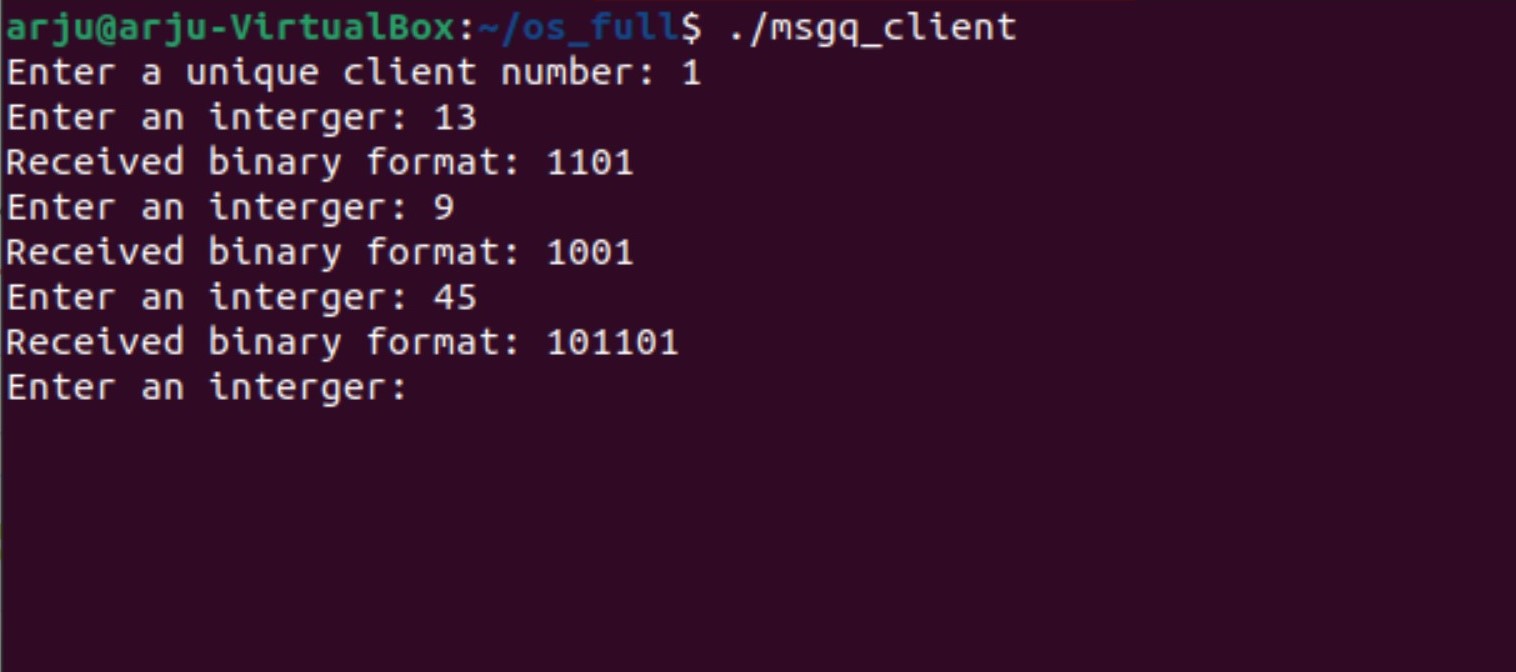 arju@arju-VirtualBox:~/os_full$ ./msgq_client
Enter a unique client number: 1
Enter an interger: 13
Received binary format: 1101
Enter an interger: 9
Received binary format: 1001
Enter an interger: 45
Received binary format: 101101
Enter an interger: